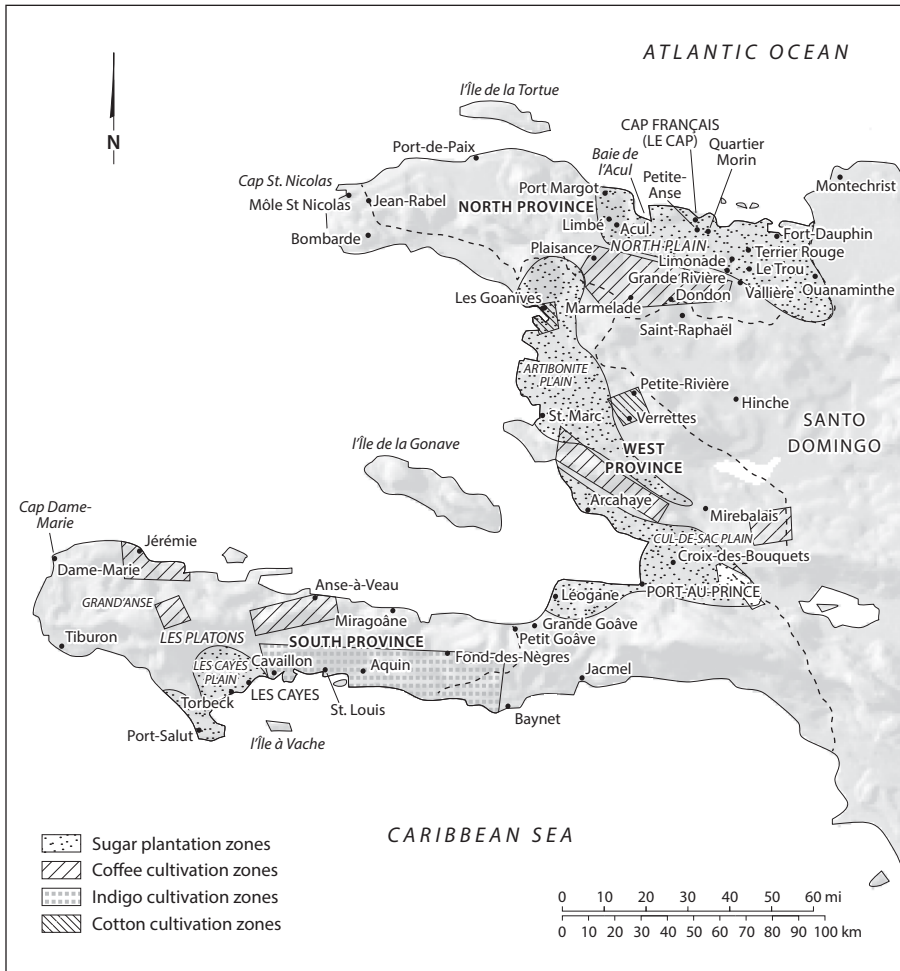 ATLANTIC OCEAN
l'Île de la Tortue
N
CAP FRANÇAIS
(LE CAP)
Quartier
Morin
Baie de
l'Acul
Petite-
Anse
Port-de-Paix
Cap St. Nicolas
Môle St Nicolas
Jean-Rabel
Port Margot
NORTH PROVINCE
Montechrist
Bombarde
Limbé
Acul
NORTH PLAIN
Fort-Dauphin
Plaisance
Limonade
Terrier Rouge
Grande Rivière
Le Trou
Les Goanives
Marmelade
Dondon
Vallière
Ouanaminthe
Saint-Raphaël
ARTIBONITE
PLAIN
Petite-Rivière
Hinche
St. Marc
Verrettes
SANTO
DOMINGO
l'Île de la Gonave
WEST
PROVINCE
Arcahaye
Mirebalais
Cap Dame-
Marie
Jérémie
CUL-DE-SAC PLAIN
Croix-des-Bouquets
Dame-Marie
Anse-à-Veau
Léogane
PORT-AU-PRINCE
GRAND'ANSE
Miragoâne
Grande Goâve
Tiburon
LES PLATONS
SOUTH PROVINCE
Petit Goâve
LES CAYES
PLAIN
Cavaillon
Aquin
Fond-des-Nègres
Jacmel
Torbeck
LES CAYES
St. Louis
Baynet
Port-Salut
l'Île à Vache
CARIBBEAN SEA
Sugar plantation zones
Coffee cultivation zones
Indigo cultivation zones
Cotton cultivation zones
0 10 20 30 40 50 60 mi
0 10 20 30 40 50 60 70 80 90 100 km